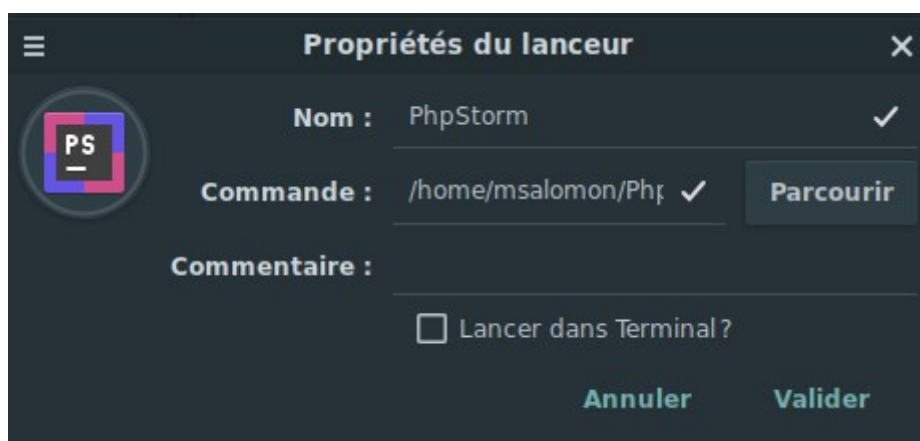 Propriétés du lanceur
PS
Nom : PhpStorm
Commande : /home/msalomon/Php Parcourir
Commentaire :
Lancer dans Terminal ?
Annuler Valider